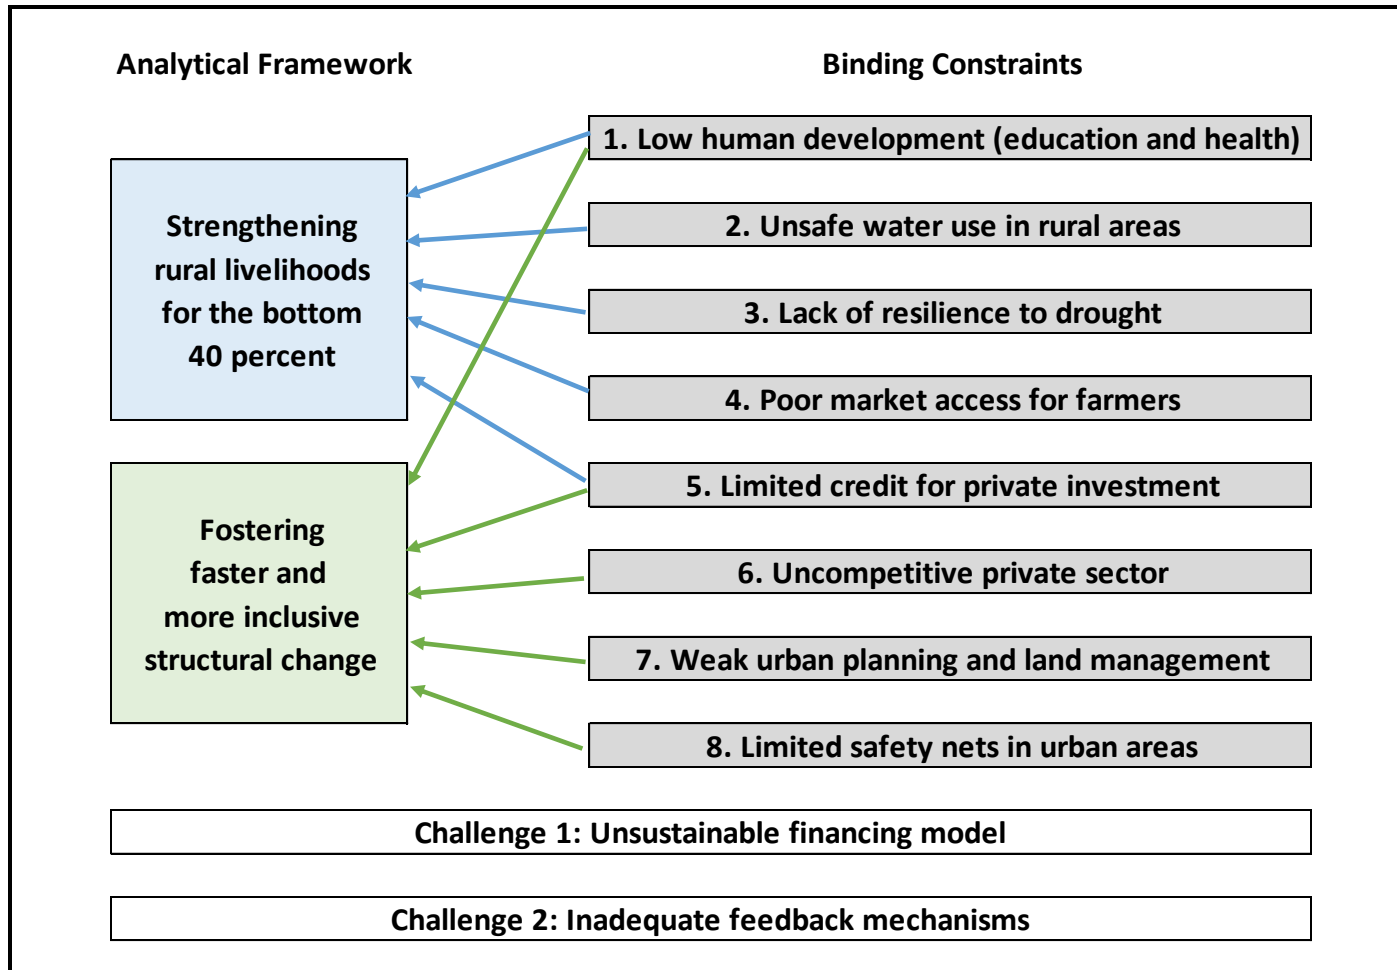 Analytical Framework
Binding Constraints
Strengthening
rural livelihoods
for the bottom
40 percent
Fostering
faster and
more inclusive
structural change
1. Low human development (education and health)
2. Unsafe water use in rural areas
3. Lack of resilience to drought
4. Poor market access for farmers
5. Limited credit for private investment
6. Uncompetitive private sector
7. Weak urban planning and land management
8. Limited safety nets in urban areas
Challenge 1: Unsustainable financing model
Challenge 2: Inadequate feedback mechanisms